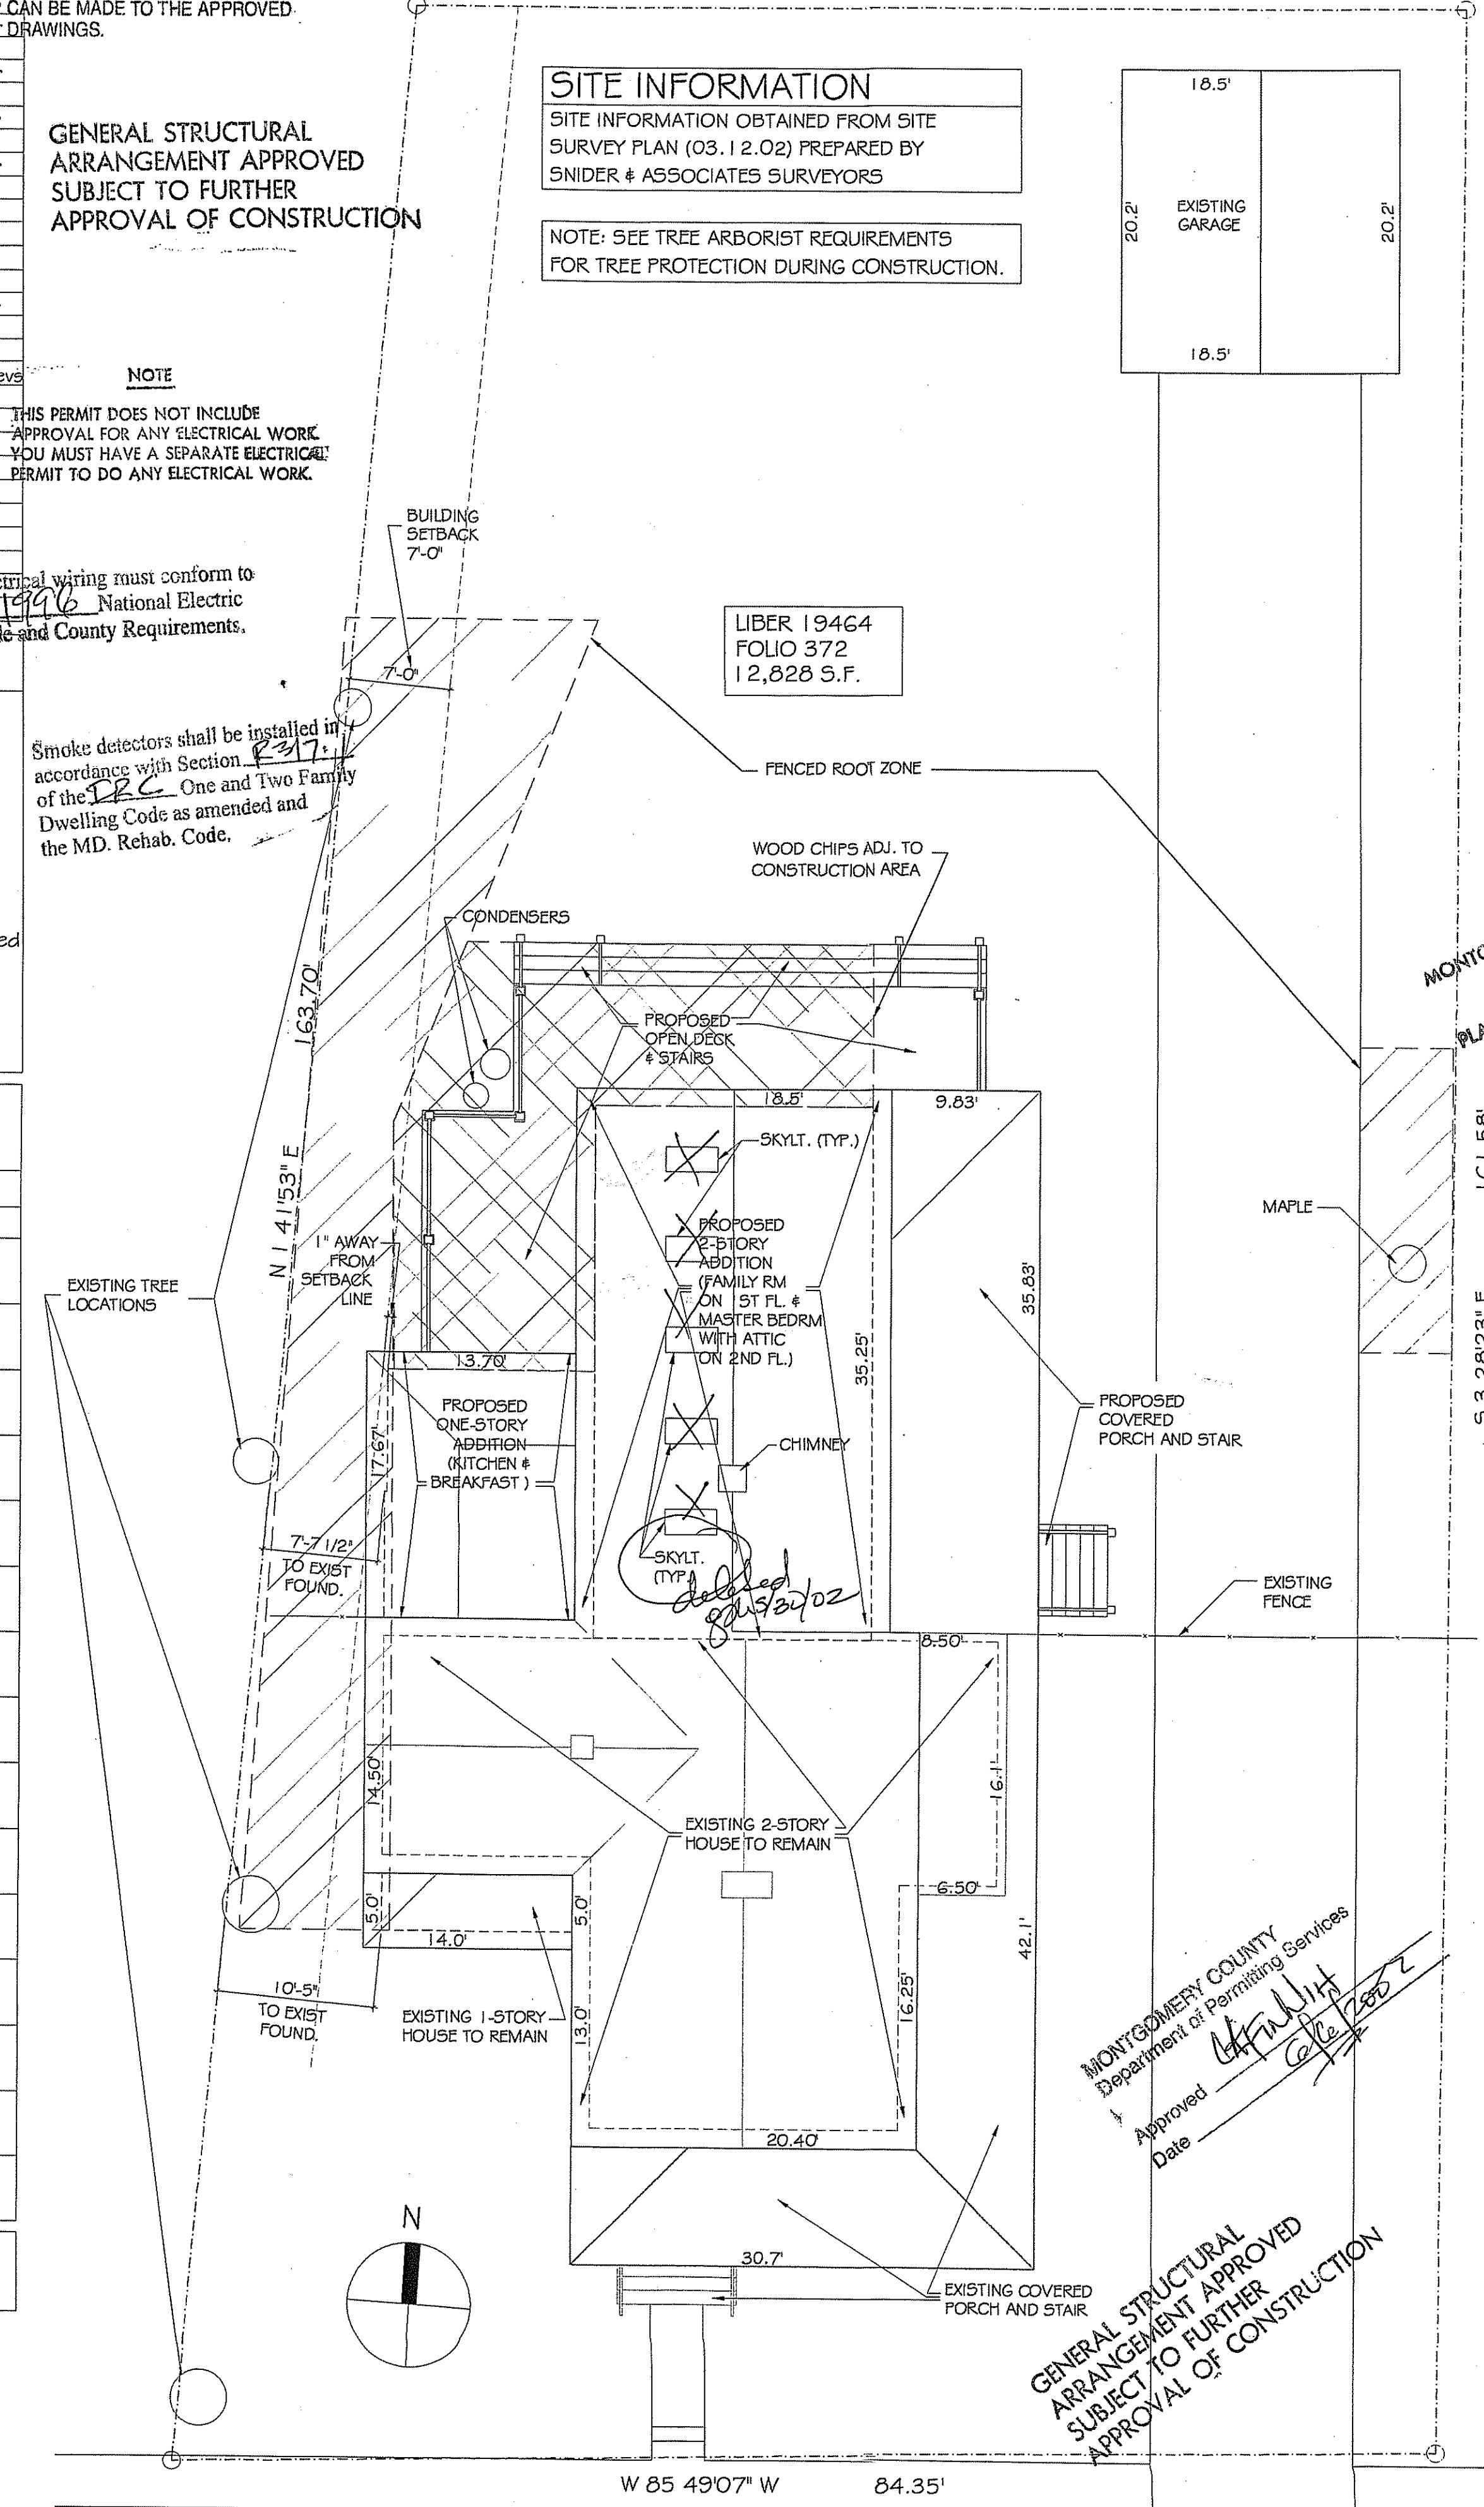 CAN BE MADE TO THE APPROVED
DRAWINGS.
GENERAL STRUCTURAL
ARRANGEMENT APPROVED
SUBJECT TO FURTHER
APPROVAL OF CONSTRUCTION
SITE INFORMATION
SITE INFORMATION OBTAINED FROM SITE
SURVEY PLAN (03.12.02) PREPARED BY
SNIDER & ASSOCIATES SURVEYORS
NOTE: SEE TREE ARBORIST REQUIREMENTS
FOR TREE PROTECTION DURING CONSTRUCTION.
18.5'
20.2'
EXISTING
GARAGE
20.2'
18.5'
NOTE
THIS PERMIT DOES NOT INCLUDE
APPROVAL FOR ANY ELECTRICAL WORK.
YOU MUST HAVE A SEPARATE ELECTRICAL
PERMIT TO DO ANY ELECTRICAL WORK.
BUILDING
SETBACK
7'-0"
wiring must conform to
1996 National Electric
and County Requirements.
LIBER 19464
FOLIO 372
12,828 S.F.
7'-0"
Smoke detectors shall be installed in
accordance with Section R317.
of the IRC One and Two Family
Dwelling Code as amended and
the MD. Rehab. Code.
FENCED ROOT ZONE
WOOD CHIPS ADJ. TO
CONSTRUCTION AREA
CONDENSERS
163.70'
N 1 41'53" E
PROPOSED
OPEN DECK
& STAIRS
18.5'
9.83'
SKYLT. (TYP.)
PROPOSED
2-STORY
ADDITION
(FAMILY RM
ON 1ST FL. &
MASTER BEDRM
WITH ATTIC
ON 2ND FL.)
35.25'
35.83'
MAPLE
1" AWAY
FROM
SETBACK
LINE
EXISTING TREE
LOCATIONS
13.70'
PROPOSED
ONE-STORY
ADDITION
(KITCHEN &
BREAKFAST )
17.67'
CHIMNEY
PROPOSED
COVERED
PORCH AND STAIR
7'-7 1/2"
TO EXIST
FOUND.
SKYLT.
(TYP.)
deleted
5/30/02
EXISTING
FENCE
8.50'
14.50'
16.1'
EXISTING 2-STORY
HOUSE TO REMAIN
6.50'
5.0'
5.0'
14.0'
42.1'
16.25'
13.0'
10'-5"
TO EXIST
FOUND.
EXISTING 1-STORY
HOUSE TO REMAIN
20.40'
MONTGOMERY COUNTY
Department of Permitting Services
Approved
Date 6/6/2002
N
30.7'
EXISTING COVERED
PORCH AND STAIR
GENERAL STRUCTURAL
ARRANGEMENT APPROVED
SUBJECT TO FURTHER
APPROVAL OF CONSTRUCTION
W 85 49'07" W 84.35'